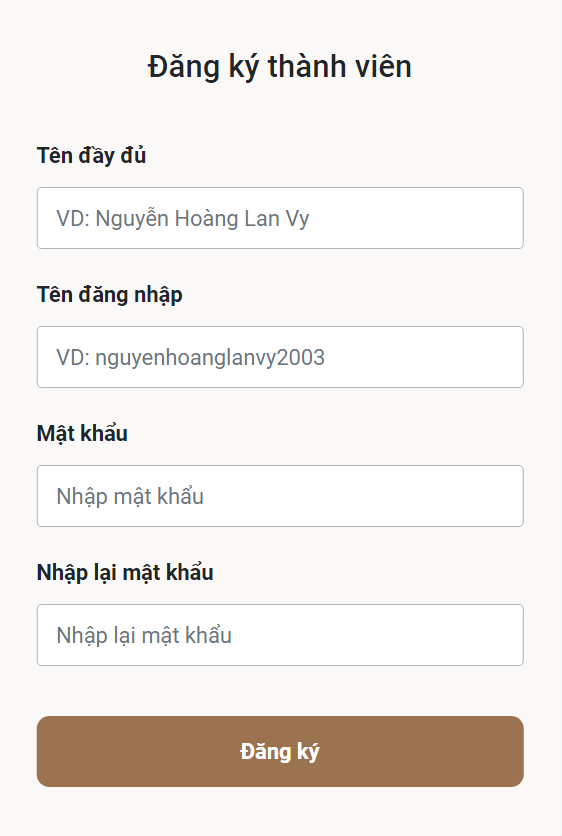 Đăng ký thành viên
Tên đầy đủ
VD: Nguyễn Hoàng Lan Vy
Tên đăng nhập
VD: nguyenhoanglanvy2003
Mật khẩu
Nhập mật khẩu
Nhập lại mật khẩu
Nhập lại mật khẩu
Đăng ký